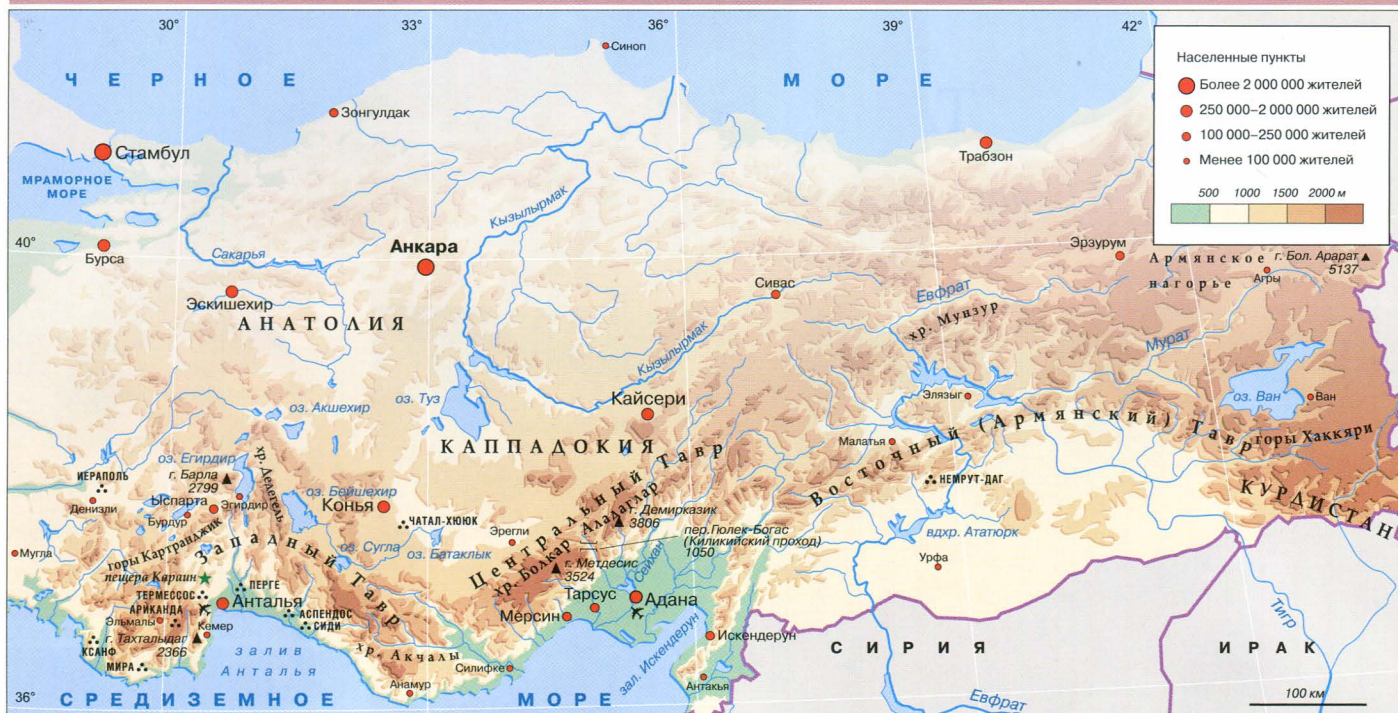 30°
33°
36°
39°
42°
Синоп
ЧЕРНОЕ
МОРЕ
Населенные пункты
Более 2 000 000 жителей
250 000–2 000 000 жителей
100 000–250 000 жителей
Менее 100 000 жителей
500 1000 1500 2000 м
Зонгулдак
Стамбул
Трабзон
МРАМОРНОЕ
МОРЕ
Кызылырмак
40°
Бурса
Сакарья
Анкара
Эрзурум
Армянское
нагорье
г. Бол. Арарат
5137
Агры
Эскишехир
Сивас
Евфрат
хр. Мунзур
АНАТОЛИЯ
Кызылырмак
Мурат
оз. Акшехир
оз. Туз
Кайсери
Элязыг
оз. Ван
Ван
КАППАДОКИЯ
Малатья
Восточный (Армянский) Тавр
горы Хаккяри
оз. Егирдир
г. Барла
2799
хр. Дедегель
ИЕРАПОЛЬ
Денизли
Ыспарта
Эгирдир
Бурдур
оз. Бейшехир
Конья
ЧАТАЛ-ХЮЮК
Центральный Тавр
хр. Болкар
Аладаглар
г. Демирказик
3806
НЕМРУТ-ДАГ
КУРДИСТАН
Мугла
горы Картранджик
Западный Тавр
оз. Сугла
оз. Батаклык
Эрегли
пер.Гюлек-Богас
(Киликийский проход)
1050
вдхр. Ататюрк
Урфа
пещера Караин
г. Метдесис
3524
Сейхан
ТЕРМЕССОС
ПЕРГЕ
АРИКАНДА
Анталья
АСПЕНДОС
СИДИ
Тарсус
Адана
Мерсин
Эльмалы
Кемер
КСАНФ
г. Тахталыдаг
2366
МИРА
залив
Анталья
хр. Акчалы
Силифке
Анамур
зал. Искендерун
Искендерун
Антакья
СИРИЯ
Тигр
ИРАК
36°
СРЕДИЗЕМНОЕ
МОРЕ
Евфрат
100 км